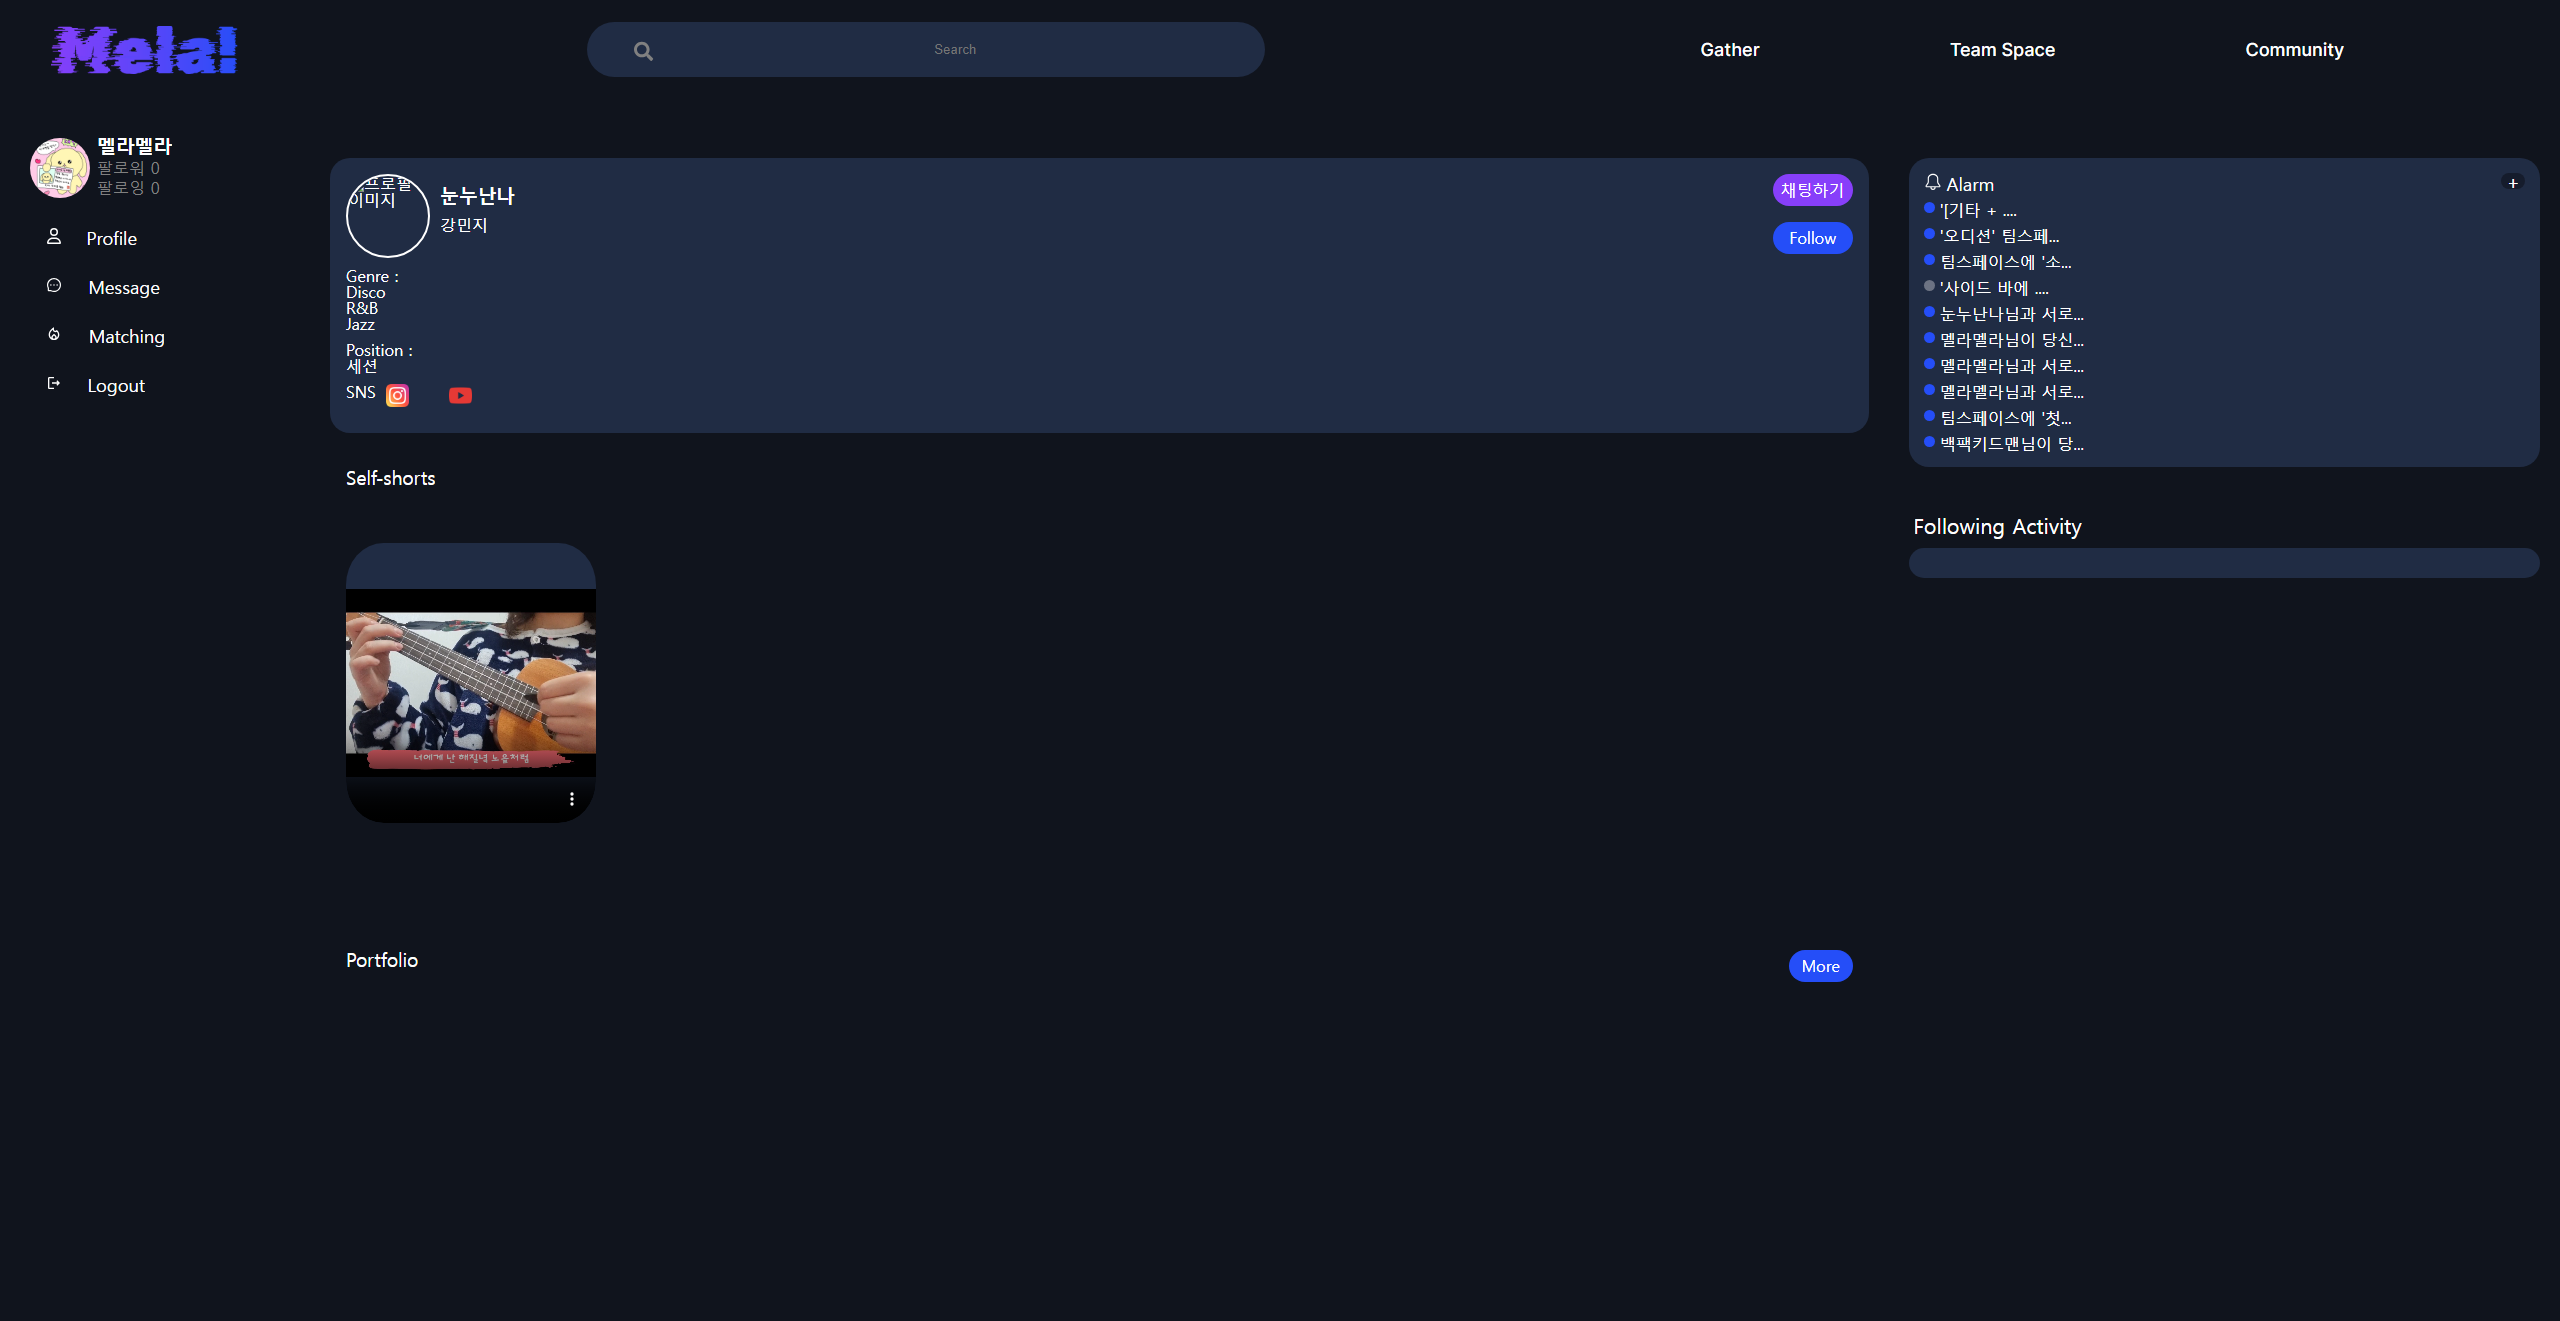 Mela!
Search
Gather
Team Space
Community
멜라멜라
팔로워 0
팔로잉 0
Profile
Message
Matching
Logout
프로필
이미지
눈누난나
강민지
채팅하기
Follow
Genre :
Disco
R&B
Jazz
Position :
세션
SNS
Self-shorts
너에게 난 해질녘 노을처럼
Portfolio
More
Alarm
+
'[기타 + ....
'오디션' 팀스페...
팀스페이스에 '소...
'사이드 바에 ....
눈누난나님과 서로...
멜라멜라님이 당신...
멜라멜라님과 서로...
멜라멜라님과 서로...
팀스페이스에 '첫...
백팩키드맨님이 당...
Following Activity